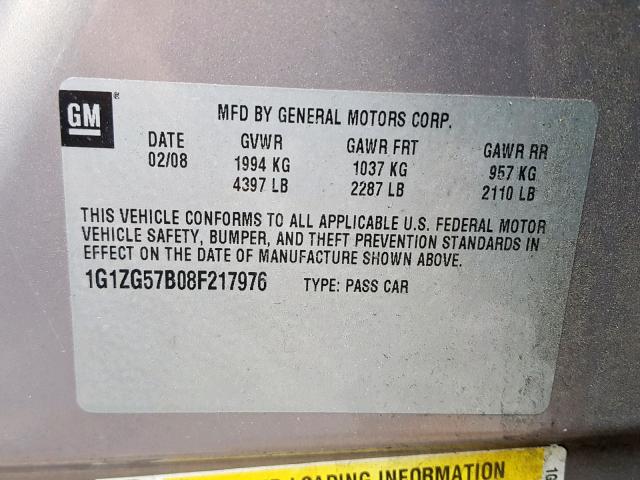 GM®
MFD BY GENERAL MOTORS CORP.
DATE GVWR GAWR FRT GAWR RR
02/08 1994 KG 1037 KG 957 KG
4397 LB 2287 LB 2110 LB
THIS VEHICLE CONFORMS TO ALL APPLICABLE U.S. FEDERAL MOTOR
VEHICLE SAFETY, BUMPER, AND THEFT PREVENTION STANDARDS IN
EFFECT ON THE DATE OF MANUFACTURE SHOWN ABOVE.
1G1ZG57B08F217976 TYPE: PASS CAR
LOADING INFORMATION